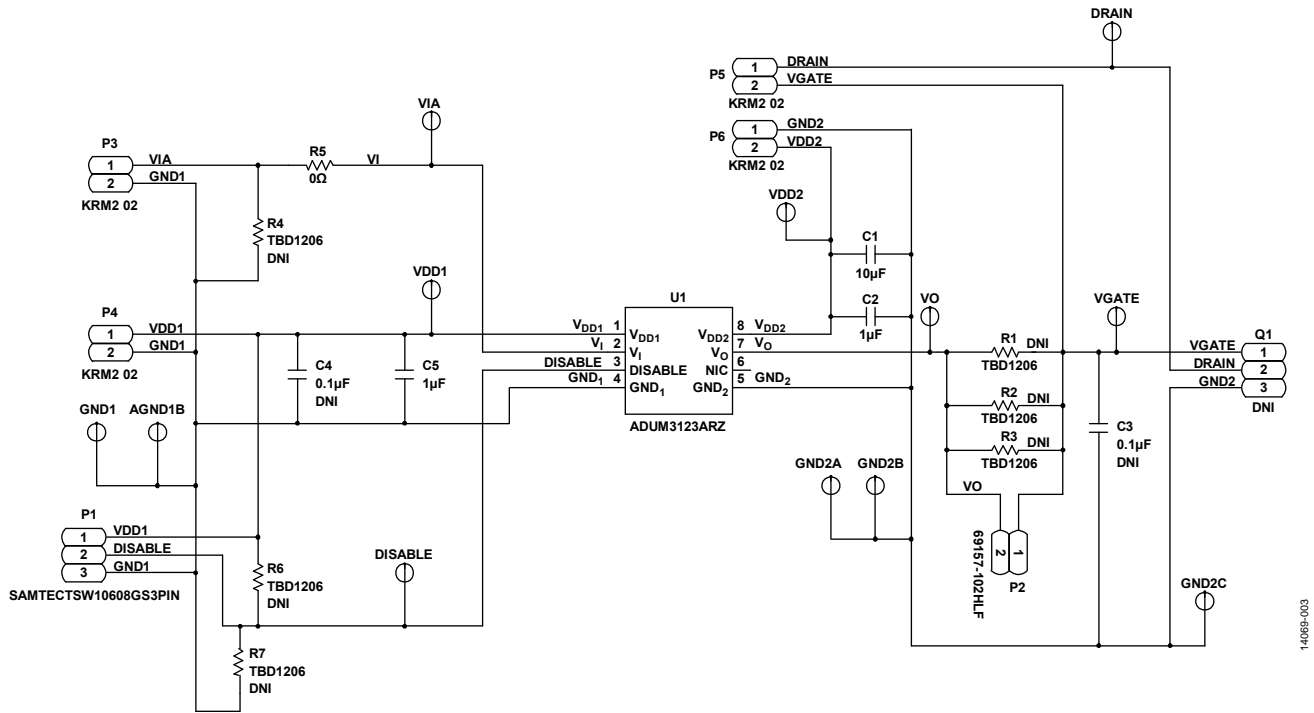 DRAIN
P5
1 DRAIN
2 VGATE
KRM2 02
VIA
P6
1 GND2
2 VDD2
KRM2 02
P3
1 VIA
2 GND1
KRM2 02
R5
0Ω
VI
R4
TBD1206
DNI
VDD2
C1
10µF
C2
1µF
VDD1
P4
1 VDD1
2 GND1
KRM2 02
C4
0.1µF
DNI
C5
1µF
U1
VDD1 1 VDD1
VI 2 VI
DISABLE 3 DISABLE
GND1 4 GND1
VDD2 8 VDD2
VO 7 VO
NIC 6
GND2 5 GND2
ADUM3123ARZ
VO
R1 DNI
TBD1206
R2 DNI
TBD1206
R3 DNI
TBD1206
VGATE
C3
0.1µF
DNI
Q1
VGATE 1
DRAIN 2
GND2 3
DNI
GND1
AGND1B
GND2A
GND2B
VO
2
1
P2
69157-102HLF
P1
1 VDD1
2 DISABLE
3 GND1
SAMTECTSW10608GS3PIN
R6
TBD1206
DNI
DISABLE
R7
TBD1206
DNI
GND2C
14069-003